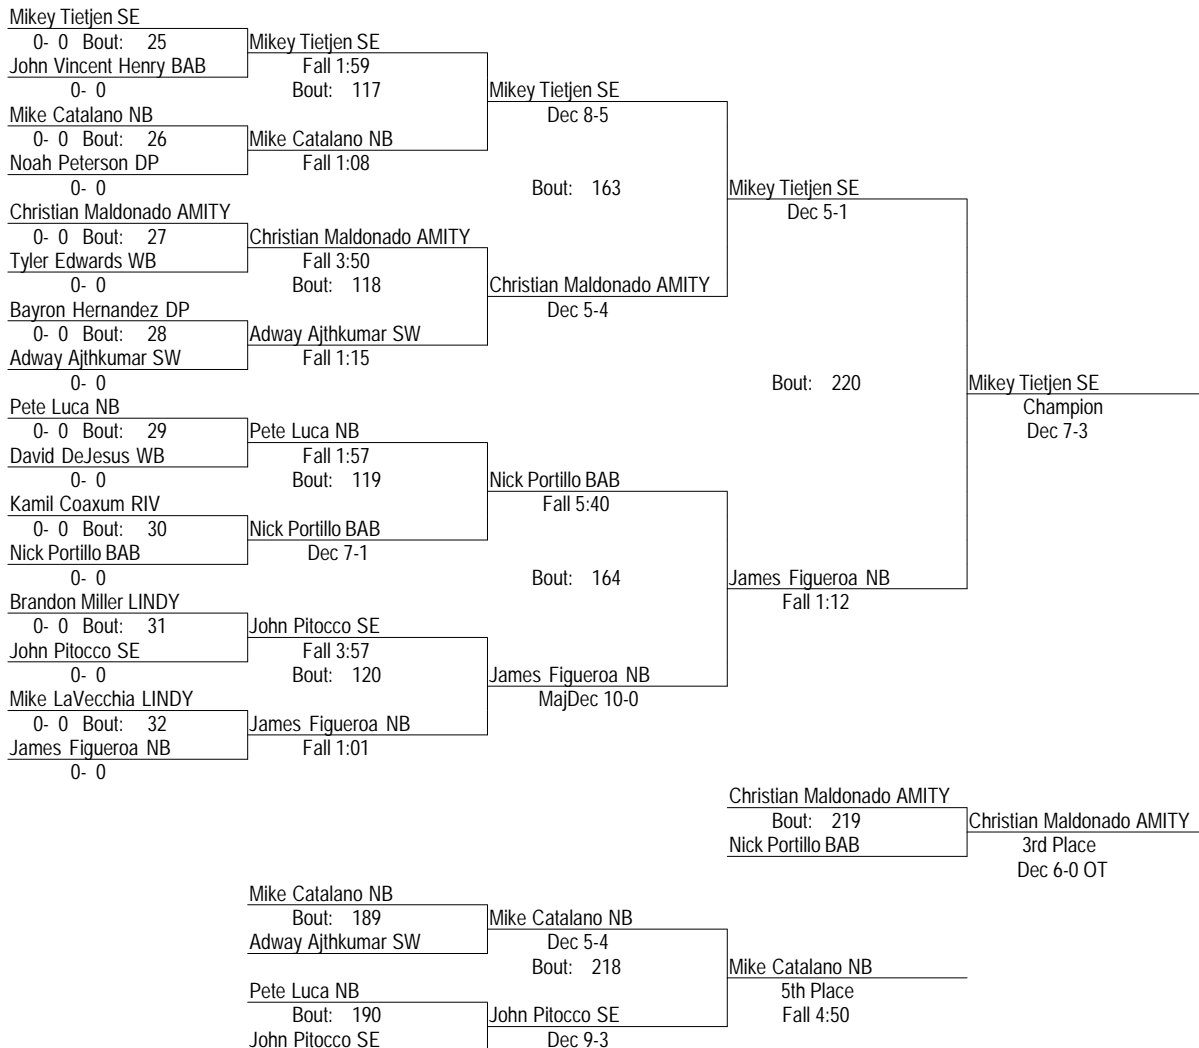 Mikey Tietjen SE
0- 0 Bout: 25
John Vincent Henry BAB
0- 0
Mike Catalano NB
0- 0 Bout: 26
Noah Peterson DP
0- 0
Christian Maldonado AMITY
0- 0 Bout: 27
Tyler Edwards WB
0- 0
Bayron Hernandez DP
0- 0 Bout: 28
Adway Ajthkumar SW
0- 0
Pete Luca NB
0- 0 Bout: 29
David DeJesus WB
0- 0
Kamil Coaxum RIV
0- 0 Bout: 30
Nick Portillo BAB
0- 0
Brandon Miller LINDY
0- 0 Bout: 31
John Pitocco SE
0- 0
Mike LaVecchia LINDY
0- 0 Bout: 32
James Figueroa NB
0- 0
Mikey Tietjen SE
Fall 1:59
Bout: 117
Mike Catalano NB
Fall 1:08
Christian Maldonado AMITY
Fall 3:50
Bout: 118
Adway Ajthkumar SW
Fall 1:15
Pete Luca NB
Fall 1:57
Bout: 119
Nick Portillo BAB
Dec 7-1
John Pitocco SE
Fall 3:57
Bout: 120
James Figueroa NB
Fall 1:01
Mikey Tietjen SE
Dec 8-5
Bout: 163
Christian Maldonado AMITY
Dec 5-4
Nick Portillo BAB
Fall 5:40
Bout: 164
James Figueroa NB
MajDec 10-0
Mikey Tietjen SE
Dec 5-1
Bout: 220
James Figueroa NB
Fall 1:12
Mikey Tietjen SE
Champion
Dec 7-3
Christian Maldonado AMITY
Bout: 219
Nick Portillo BAB
Christian Maldonado AMITY
3rd Place
Dec 6-0 OT
Mike Catalano NB
Bout: 189
Adway Ajthkumar SW
Pete Luca NB
Bout: 190
John Pitocco SE
Mike Catalano NB
Dec 5-4
Bout: 218
John Pitocco SE
Dec 9-3
Mike Catalano NB
5th Place
Fall 4:50